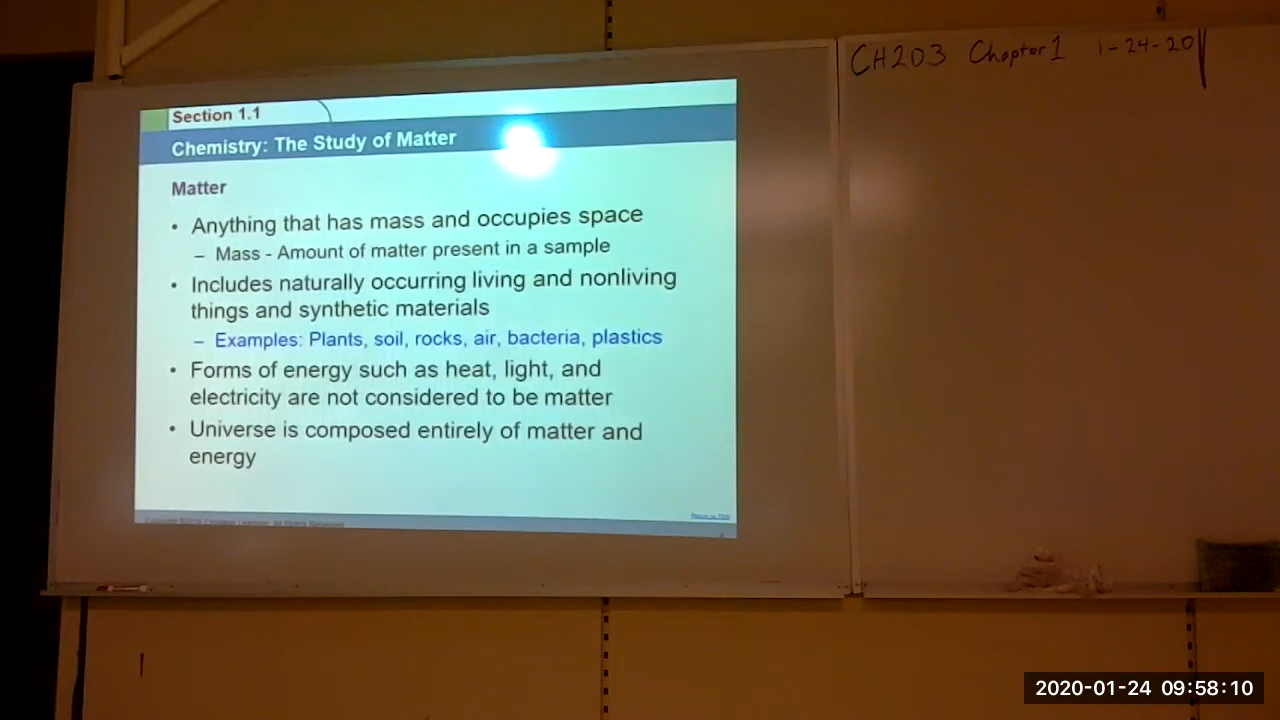 CH203 Chapter 1 1-24-20
Section 1.1
Chemistry: The Study of Matter
Matter
• Anything that has mass and occupies space
– Mass - Amount of matter present in a sample
• Includes naturally occurring living and nonliving
things and synthetic materials
– Examples: Plants, soil, rocks, air, bacteria, plastics
• Forms of energy such as heat, light, and
electricity are not considered to be matter
• Universe is composed entirely of matter and
energy
2020-01-24 09:58:10